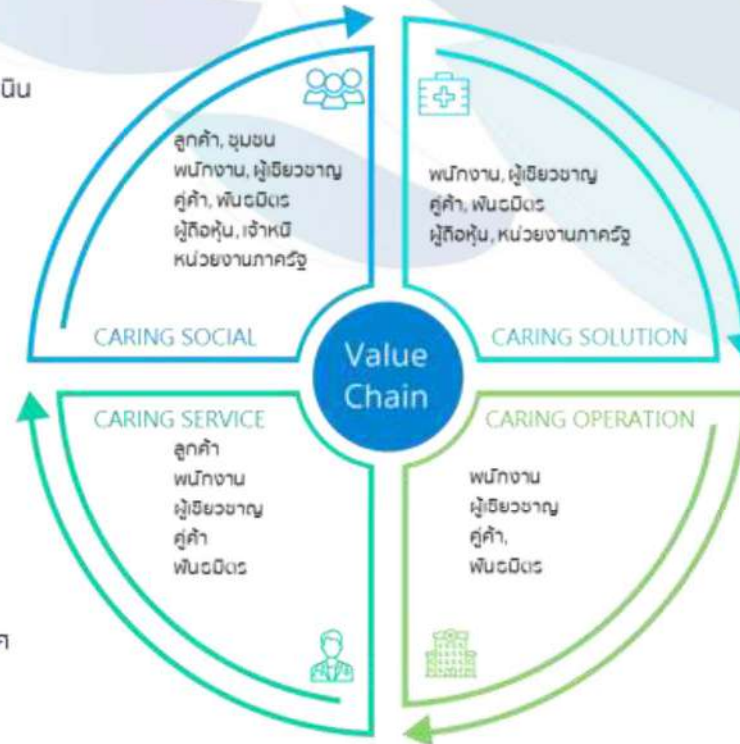 ลูกค้า, ชุมชน
พนักงาน, ผู้เชี่ยวชาญ
คู่ค้า, พันธมิตร
ผู้ถือหุ้น, เจ้าหนี้
หน่วยงานภาครัฐ
CARING SOCIAL
พนักงาน, ผู้เชี่ยวชาญ
คู่ค้า, พันธมิตร
ผู้ถือหุ้น, หน่วยงานภาครัฐ
CARING SOLUTION
Value
Chain
CARING SERVICE
ลูกค้า
พนักงาน
ผู้เชี่ยวชาญ
คู่ค้า
พันธมิตร
CARING OPERATION
พนักงาน
ผู้เชี่ยวชาญ
คู่ค้า,
พันธมิตร